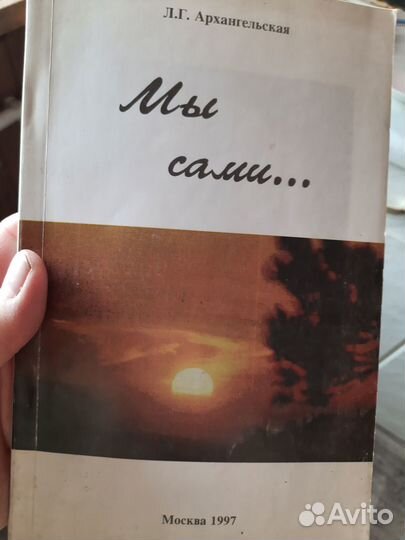 Л.Г. Архангельская
Мы
сами...
Москва 1997
Avito